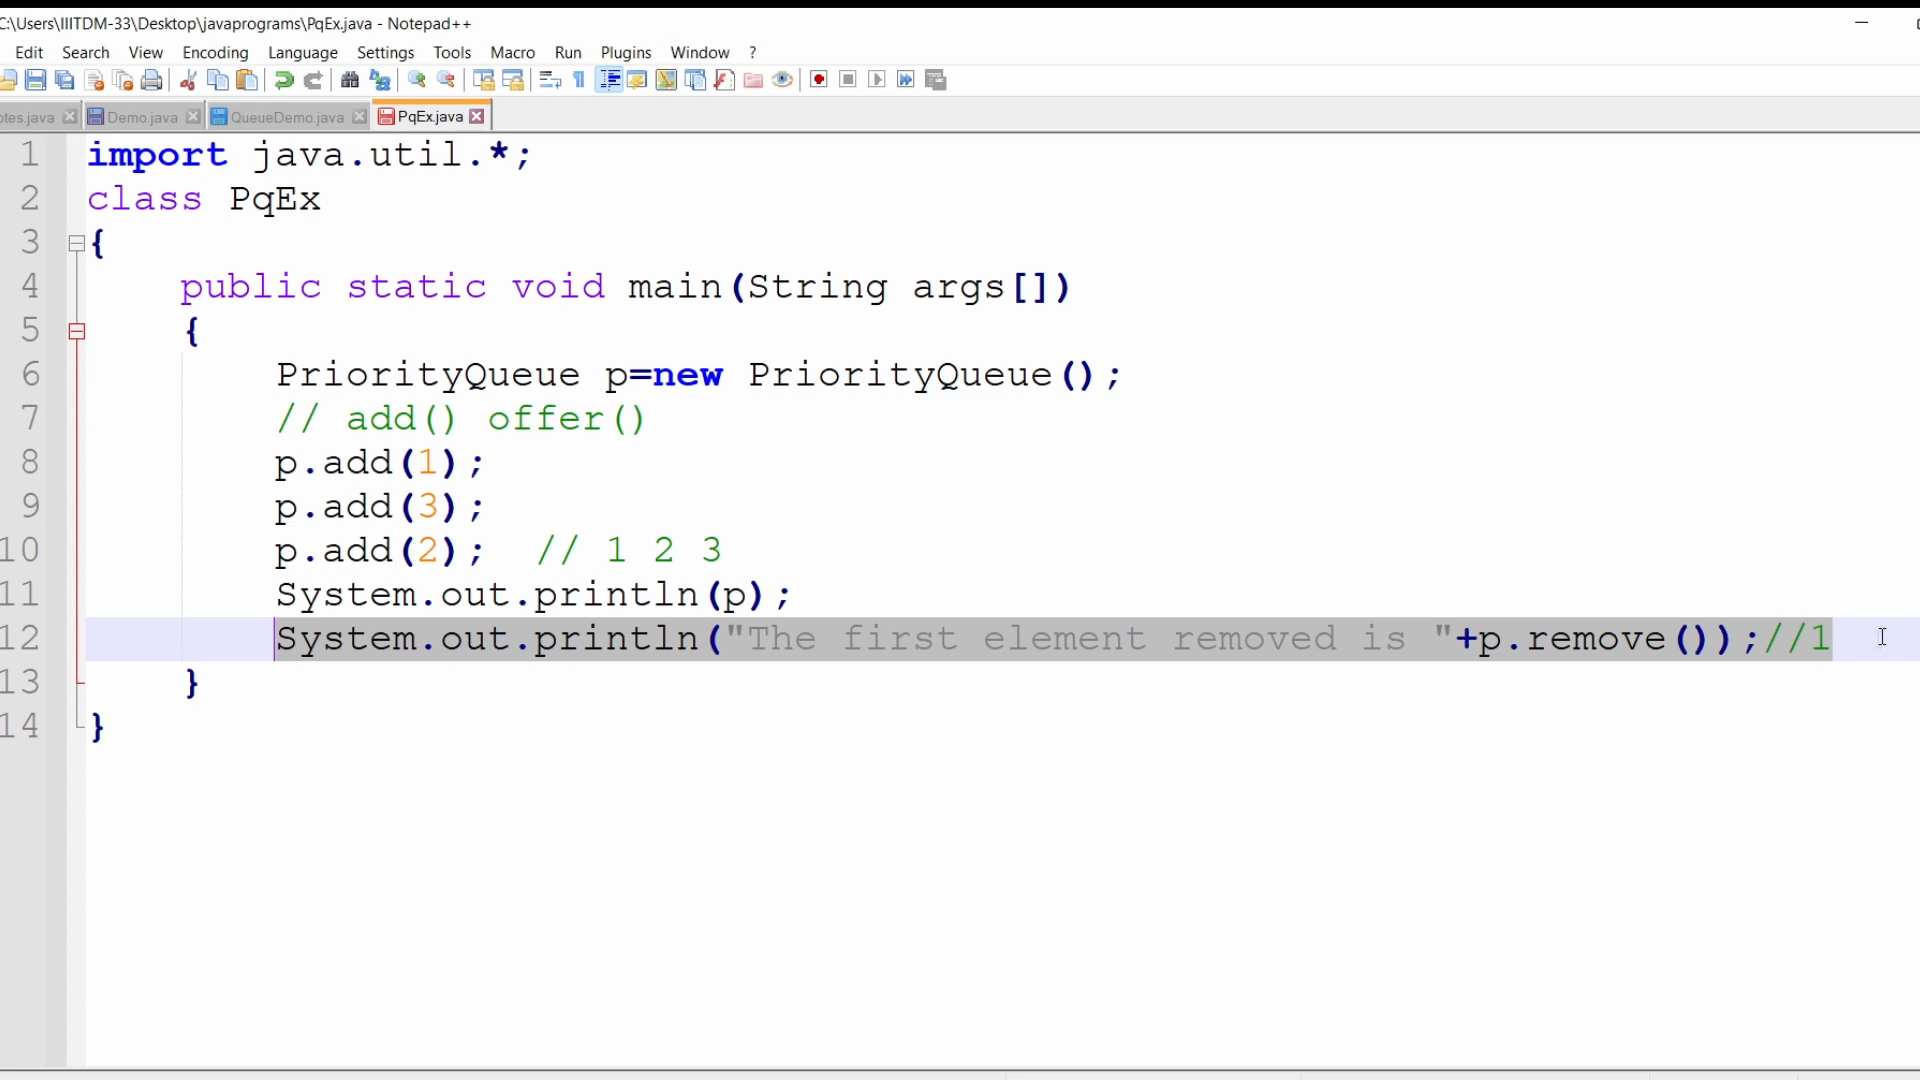 C:\Users\IIITDM-33\Desktop\javaprograms\PqEx.java - Notepad++
Edit Search View Encoding Language Settings Tools Macro Run Plugins Window ?
otes.java Demo.java QueueDemo.java PqEx.java
1 import java.util.*;
2 class PqEx
3 {
4 public static void main(String args[])
5 {
6 PriorityQueue p=new PriorityQueue();
7 // add() offer()
8 p.add(1);
9 p.add(3);
10 p.add(2); // 1 2 3
11 System.out.println(p);
12 System.out.println("The first element removed is "+p.remove());//1
13 }
14 }